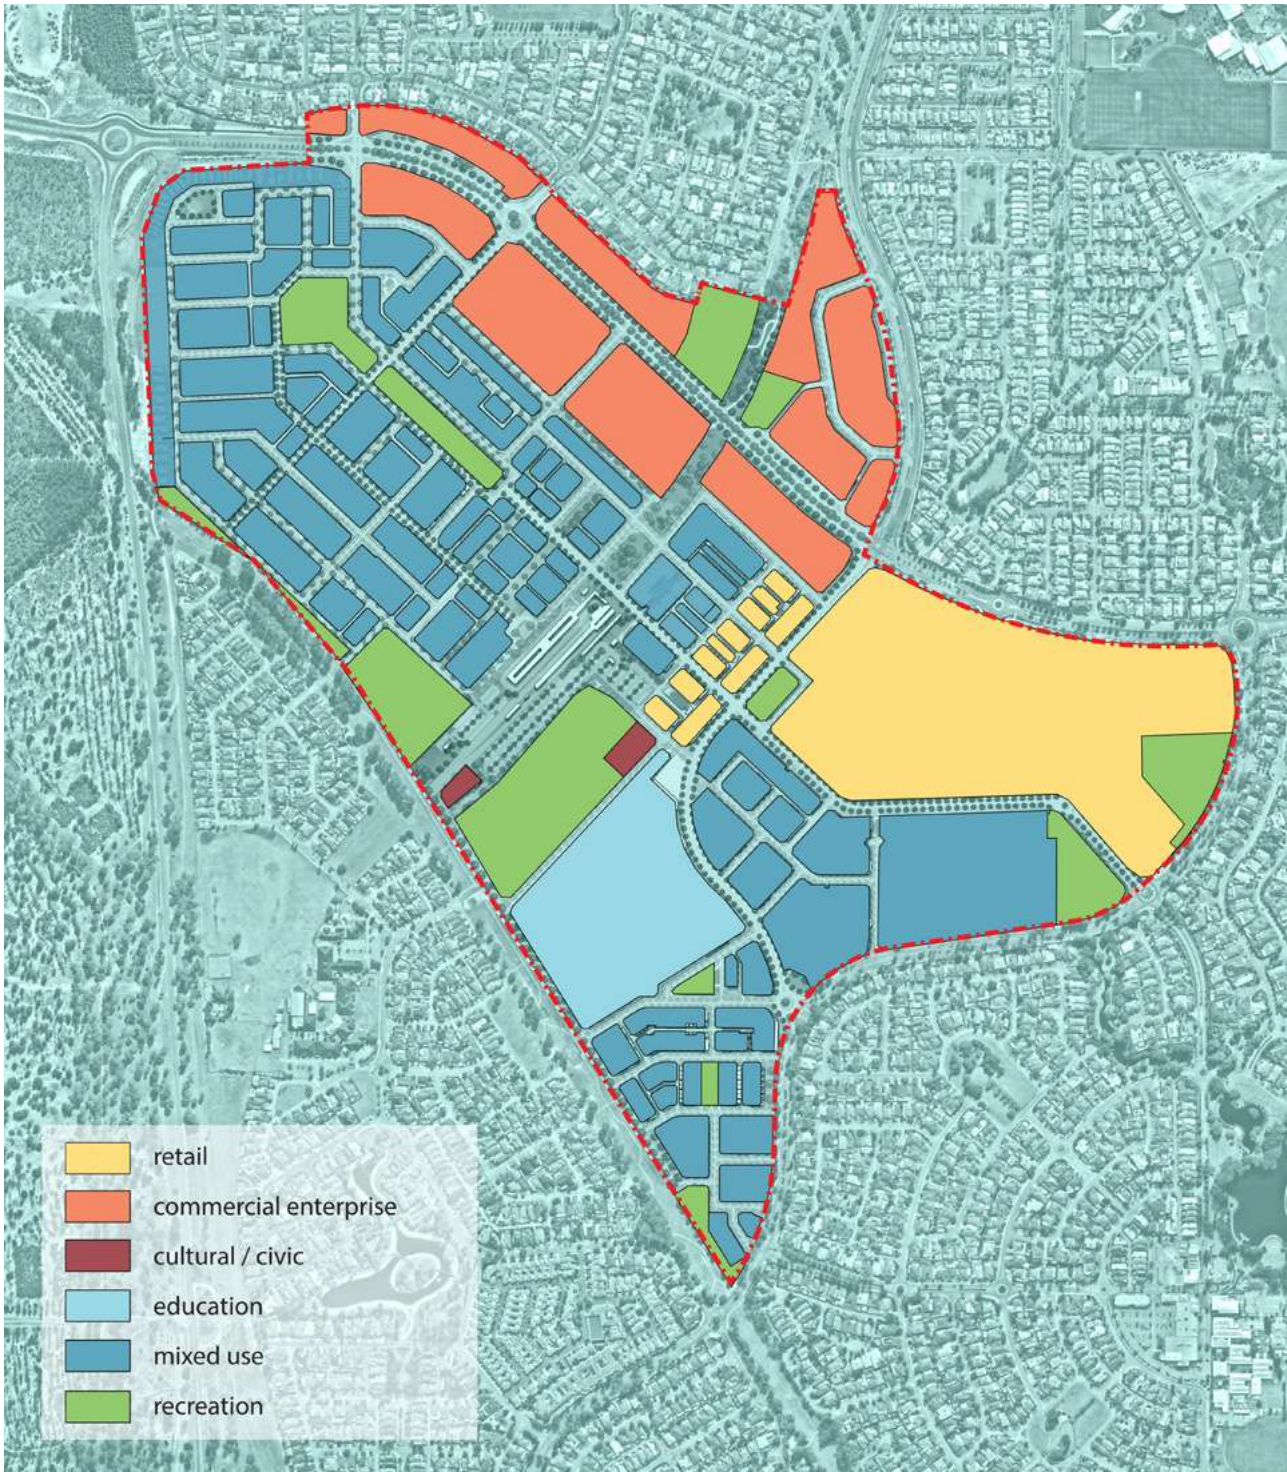 retail
commercial enterprise
cultural / civic
education
mixed use
recreation